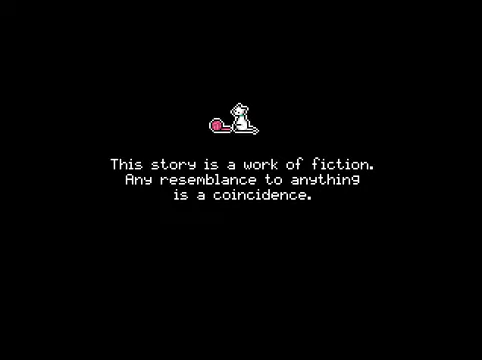 This story is a work of fiction.
Any resemblance to anything
is a coincidence.